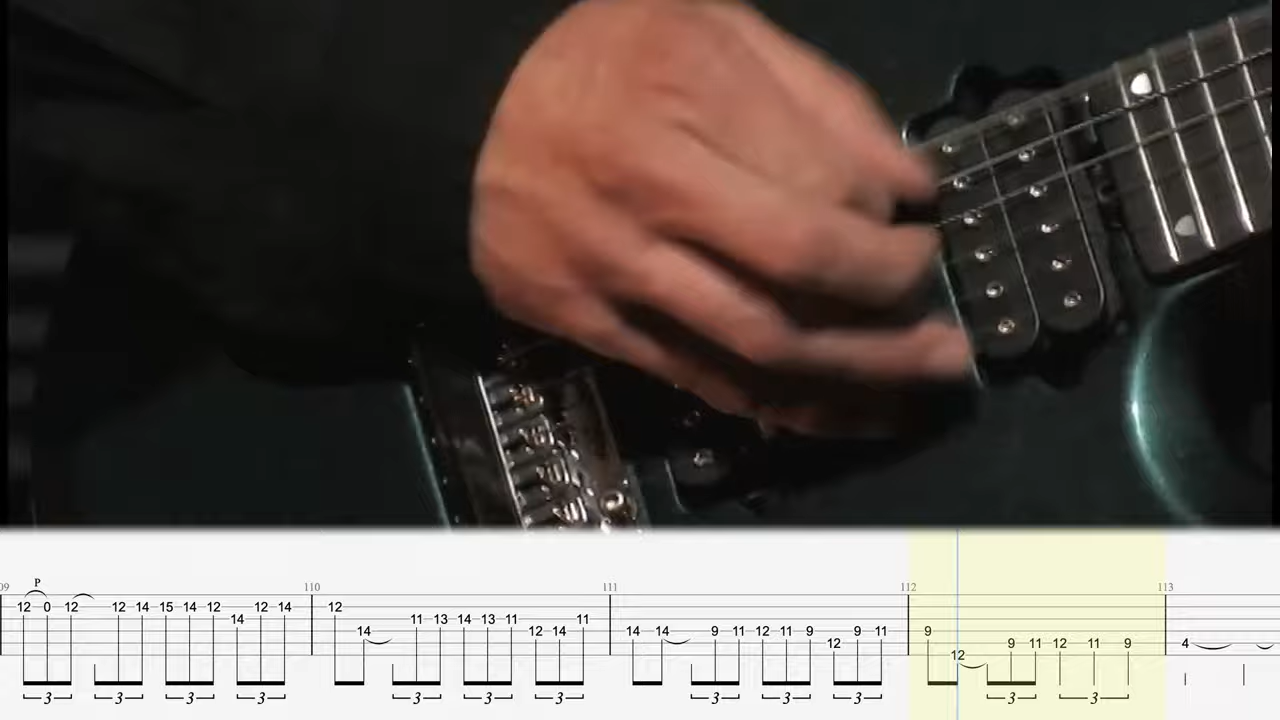 09 110 111 112 113
P
12 0 12 12 14 15 14 12 12 14 12
14 11 13 14 13 11 11
14 12 14 14 14 9 11 12 11 9 9 11 9
12 9 11 12 11 9 4
12
3 3 3 3 3 3 3 3 3 3 3 3